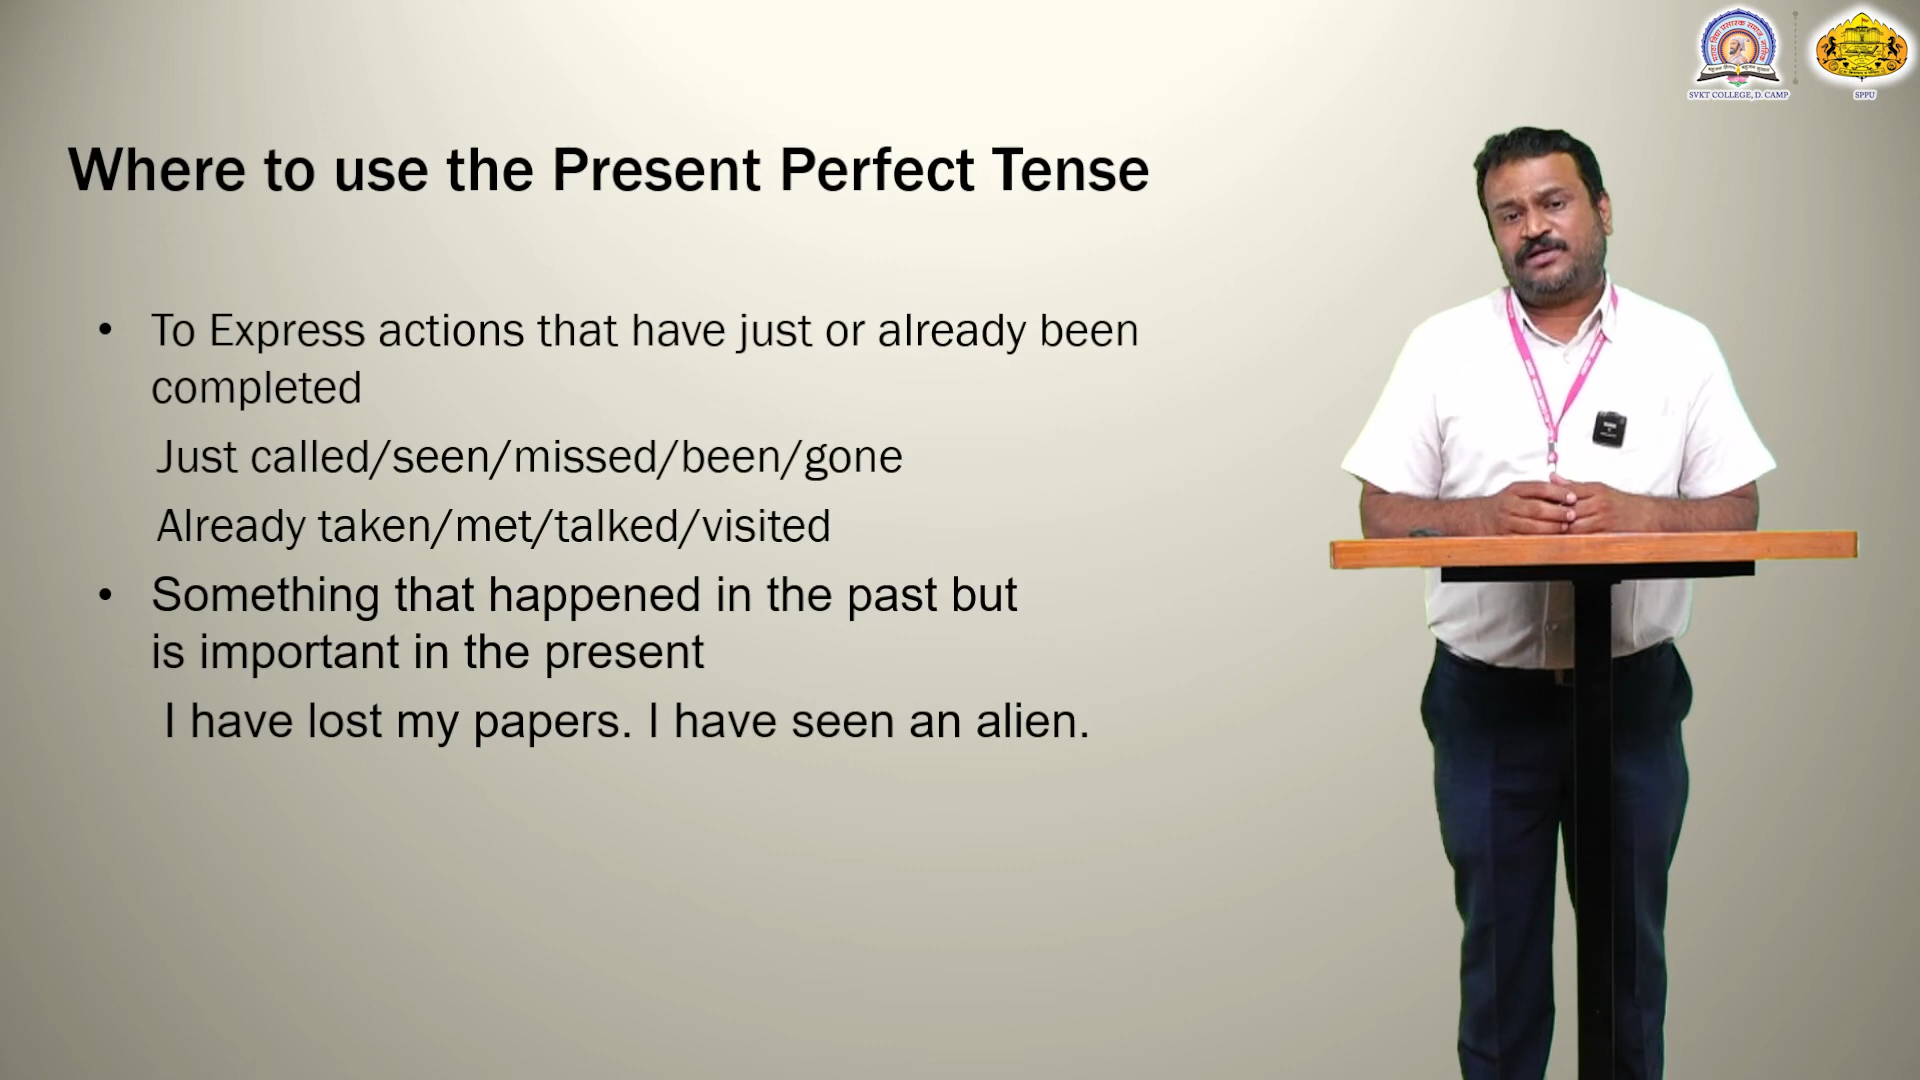 SVKT COLLEGE, D. CAMP
SPPU
Where to use the Present Perfect Tense
• To Express actions that have just or already been
completed
Just called/seen/missed/been/gone
Already taken/met/talked/visited
• Something that happened in the past but
is important in the present
I have lost my papers. I have seen an alien.